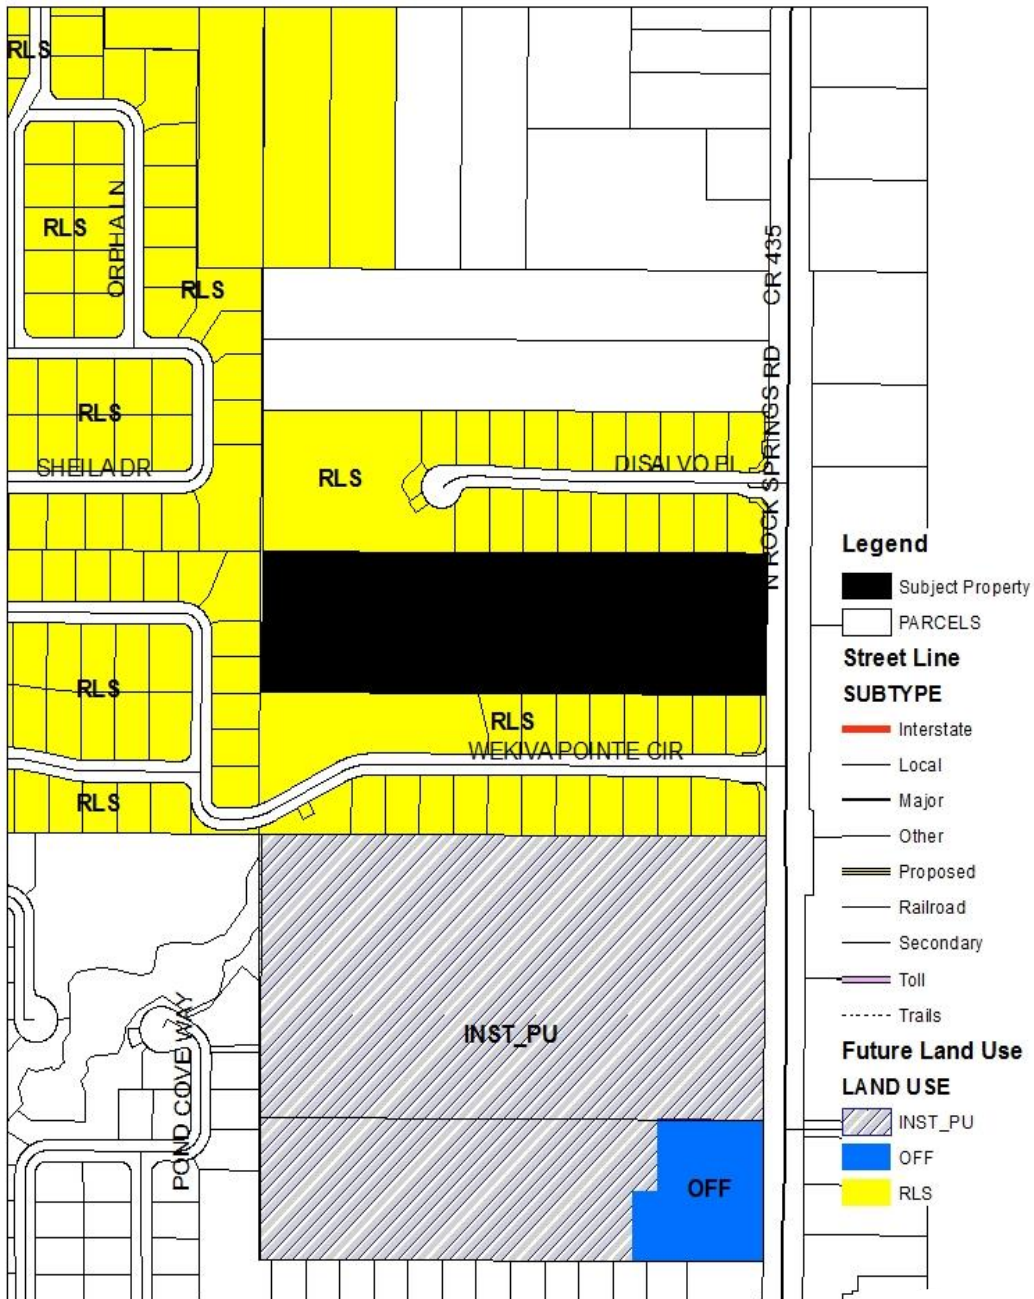 RLS
ORPHA LN
RLS
RLS
CR 435
RLS
SHEILA DR
RLS
DISALVO PL
N ROCK SPRINGS RD
RLS
RLS
WEKIVA POINTE CIR
RLS
INST_PU
POND COVE WAY
OFF
Legend
Subject Property
PARCELS
Street Line
SUBTYPE
Interstate
Local
Major
Other
Proposed
Railroad
Secondary
Toll
Trails
Future Land Use
LAND USE
INST_PU
OFF
RLS